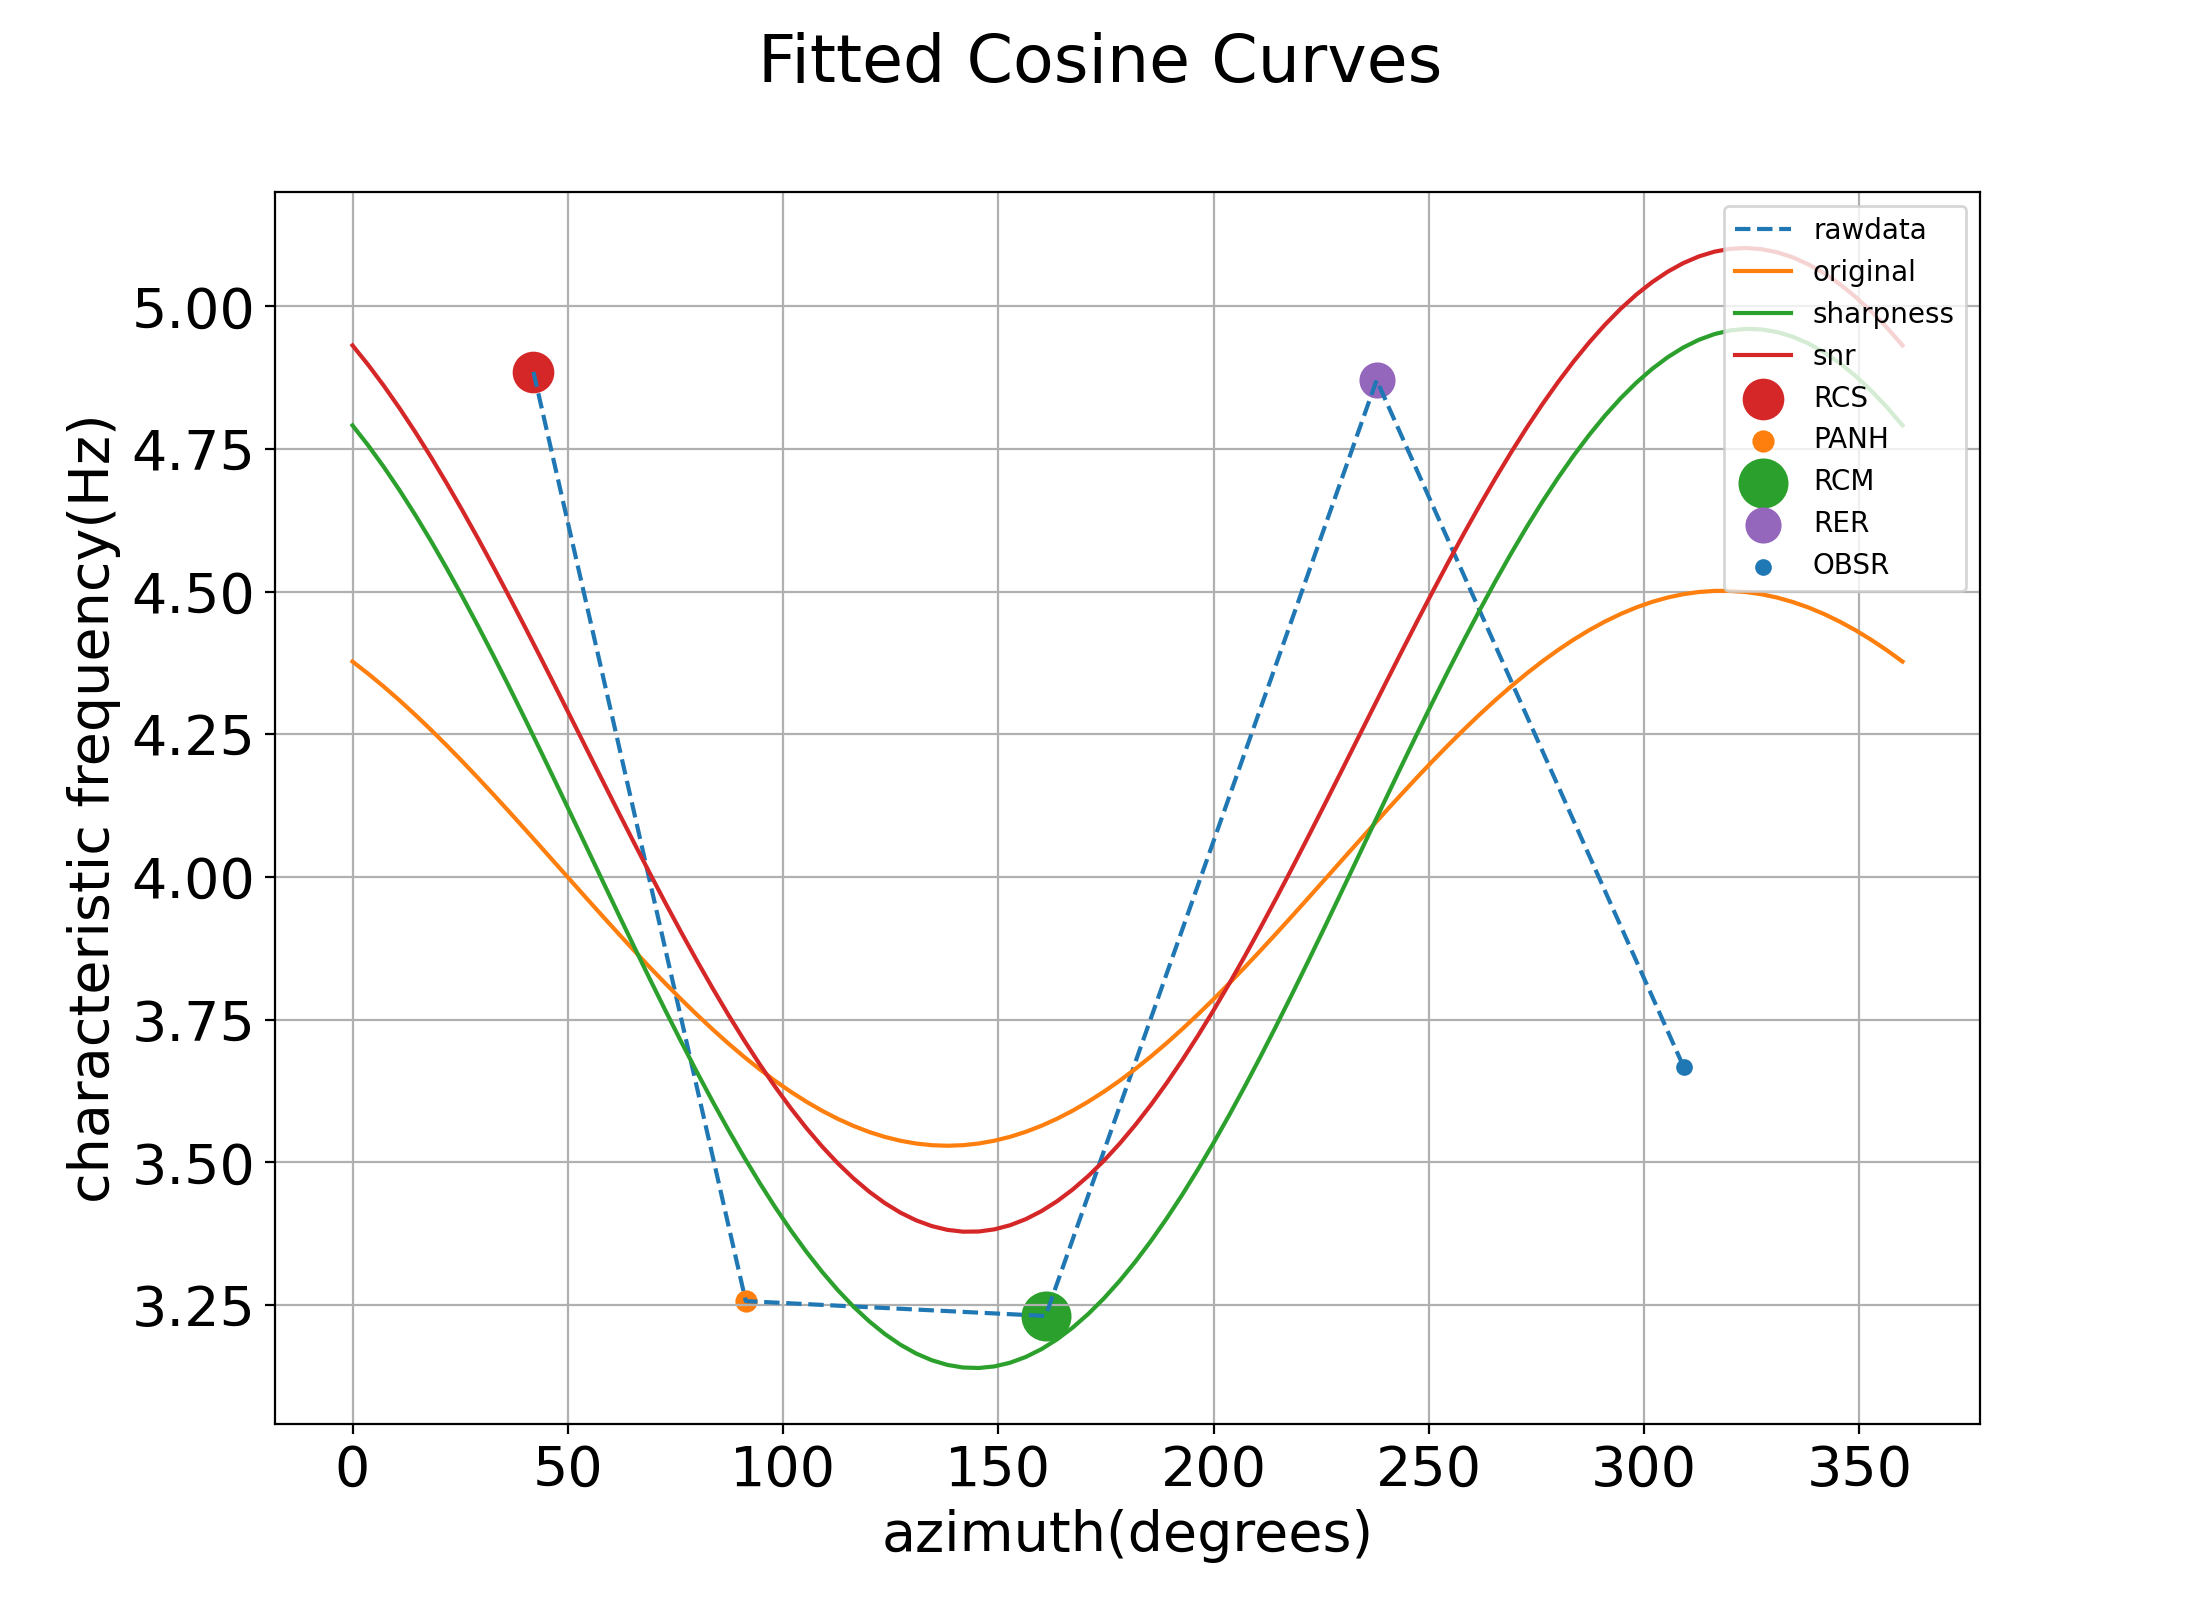 Fitted Cosine Curves
rawdata
original
sharpness
snr
RCS
PANH
RCM
RER
OBSR
characteristic frequency(Hz)
5.00
4.75
4.50
4.25
4.00
3.75
3.50
3.25
0 50 100 150 200 250 300 350
azimuth(degrees)